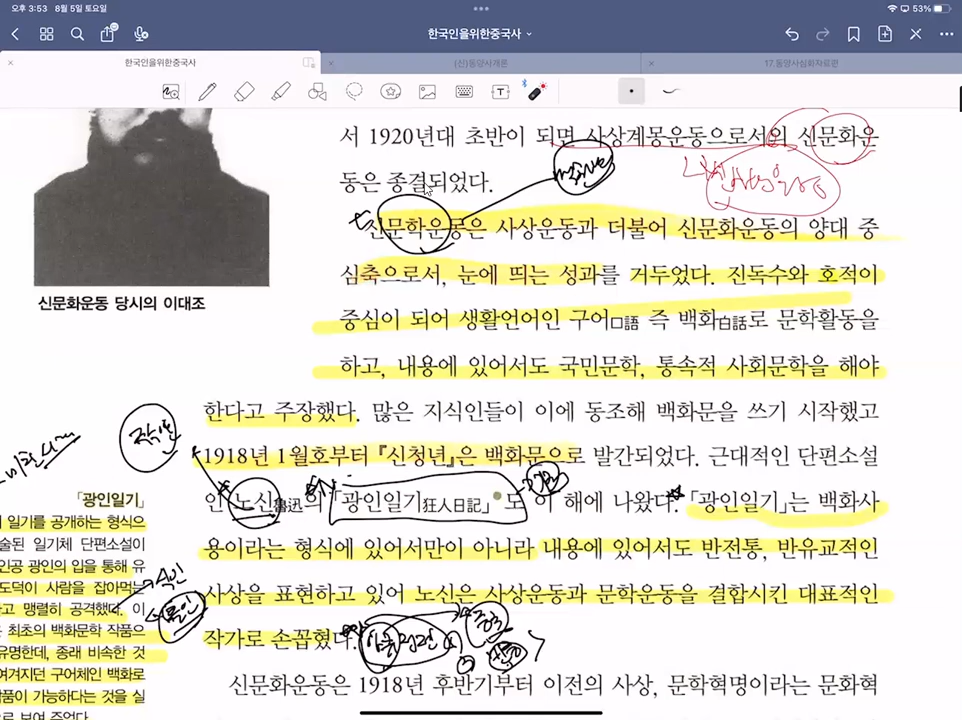 오후 3:53 8월 5일 토요일
53%
한국인을위한중국사
한국인을위한중국사
(신)동양사개론
17.동양사심화자료편
서 1920년대 초반이 되면 사상계몽운동으로서의 신문화운
동은 종결되었다.
신문학운동은 사상운동과 더불어 신문화운동의 양대 중
심축으로서, 눈에 띄는 성과를 거두었다. 진독수와 호적이
중심이 되어 생활언어인 구어口語 즉 백화白話로 문학활동을
하고, 내용에 있어서도 국민문학, 통속적 사회문학을 해야
한다고 주장했다. 많은 지식인들이 이에 동조해 백화문을 쓰기 시작했고
1918년 1월호부터 『신청년』은 백화문으로 발간되었다. 근대적인 단편소설
인 노신魯迅의 「광인일기狂人日記」도 이 해에 나왔다. 「광인일기」는 백화사
용이라는 형식에 있어서만이 아니라 내용에 있어서도 반전통, 반유교적인
사상을 표현하고 있어 노신은 사상운동과 문학운동을 결합시킨 대표적인
작가로 손꼽혔다.
신문화운동은 1918년 후반기부터 이전의 사상, 문학혁명이라는 문화혁
신문화운동 당시의 이대조
「광인일기」
일기를 공개하는 형식으
술된 일기체 단편소설이
인공 광인의 입을 통해 유
도덕이 사람을 잡아먹는
고 맹렬히 공격했다. 이
최초의 백화문학 작품으
유명한데, 종래 비속한 것
여겨지던 구어체인 백화로
품이 가능하다는 것을 실
로 보여 주었다.
식인